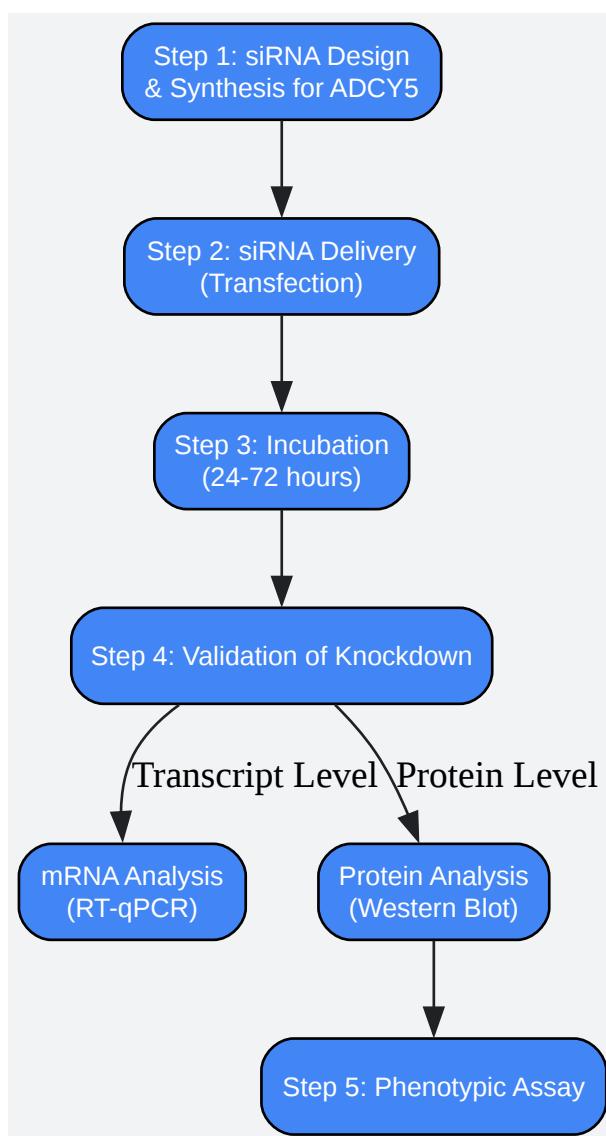 Step 1: siRNA Design
& Synthesis for ADCY5
Step 2: siRNA Delivery
(Transfection)
Step 3: Incubation
(24-72 hours)
Step 4: Validation of Knockdown
Transcript Level
Protein Level
mRNA Analysis
(RT-qPCR)
Protein Analysis
(Western Blot)
Step 5: Phenotypic Assay